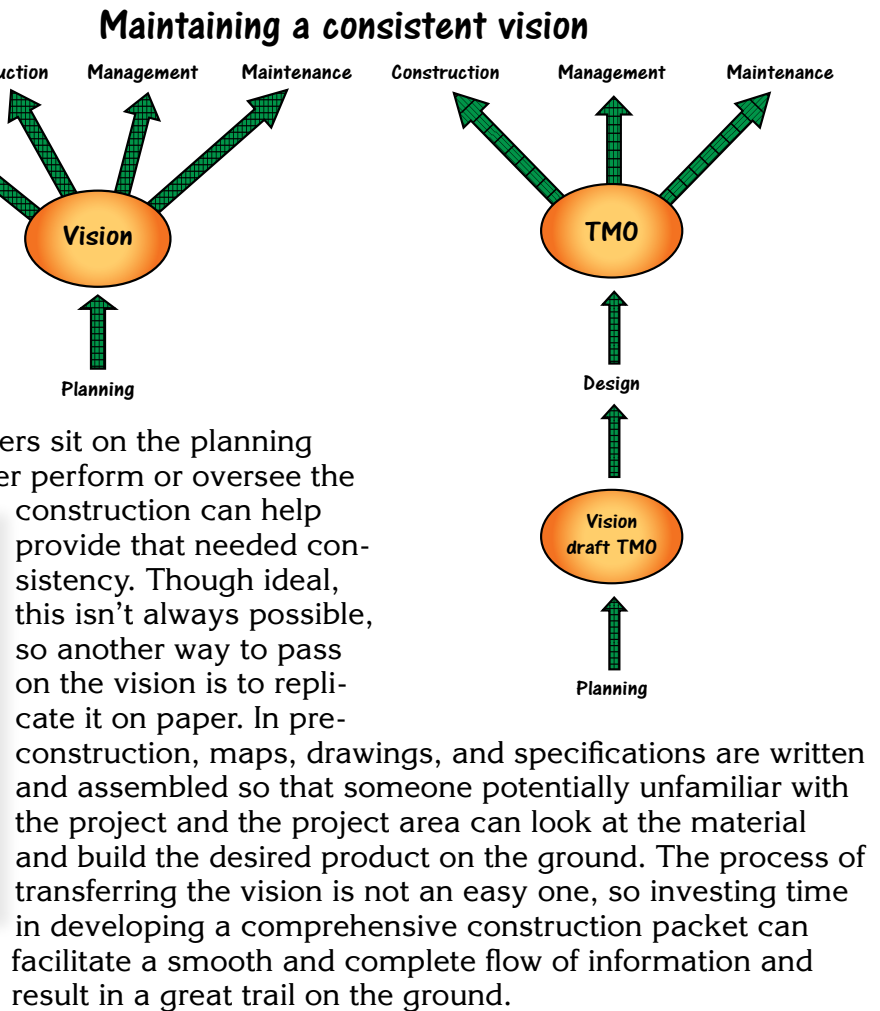 Maintaining a consistent vision
Management Maintenance Construction Management Maintenance
Vision
TMO
Planning
Design
Vision
draft TMO
Planning
sit on the planning
perform or oversee the
construction can help
provide that needed con-
sistency. Though ideal,
this isn’t always possible,
so another way to pass
on the vision is to repli-
cate it on paper. In pre-
construction, maps, drawings, and specifications are written
and assembled so that someone potentially unfamiliar with
the project and the project area can look at the material
and build the desired product on the ground. The process of
transferring the vision is not an easy one, so investing time
in developing a comprehensive construction packet can
facilitate a smooth and complete flow of information and
result in a great trail on the ground.